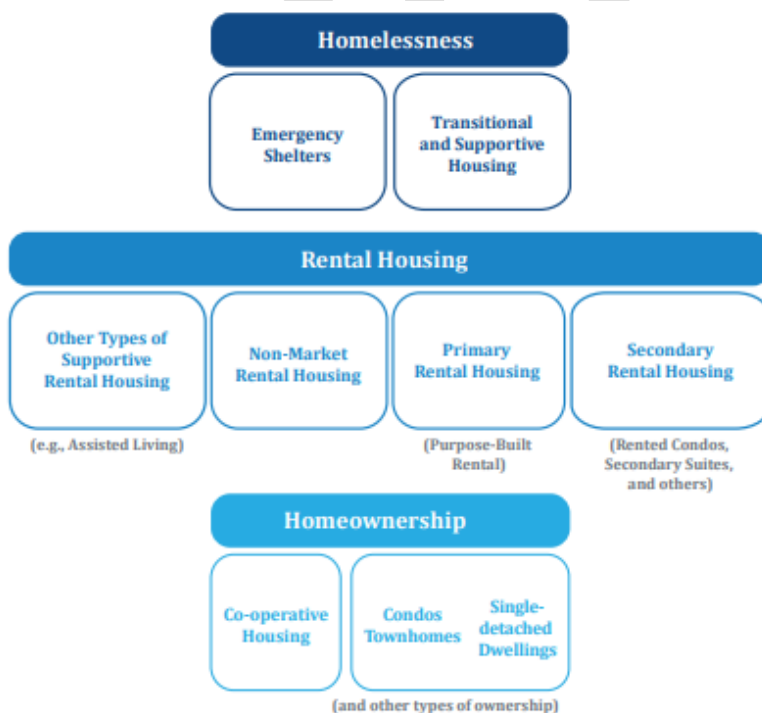 Homelessness
Emergency
Shelters
Transitional
and Supportive
Housing
Rental Housing
Other Types of
Supportive
Rental Housing
(e.g., Assisted Living)
Non-Market
Rental Housing
Primary
Rental Housing
(Purpose-Built
Rental)
Secondary
Rental Housing
(Rented Condos,
Secondary Suites,
and others)
Homeownership
Co-operative
Housing
Condos
Townhomes
Single-
detached
Dwellings
(and other types of ownership)